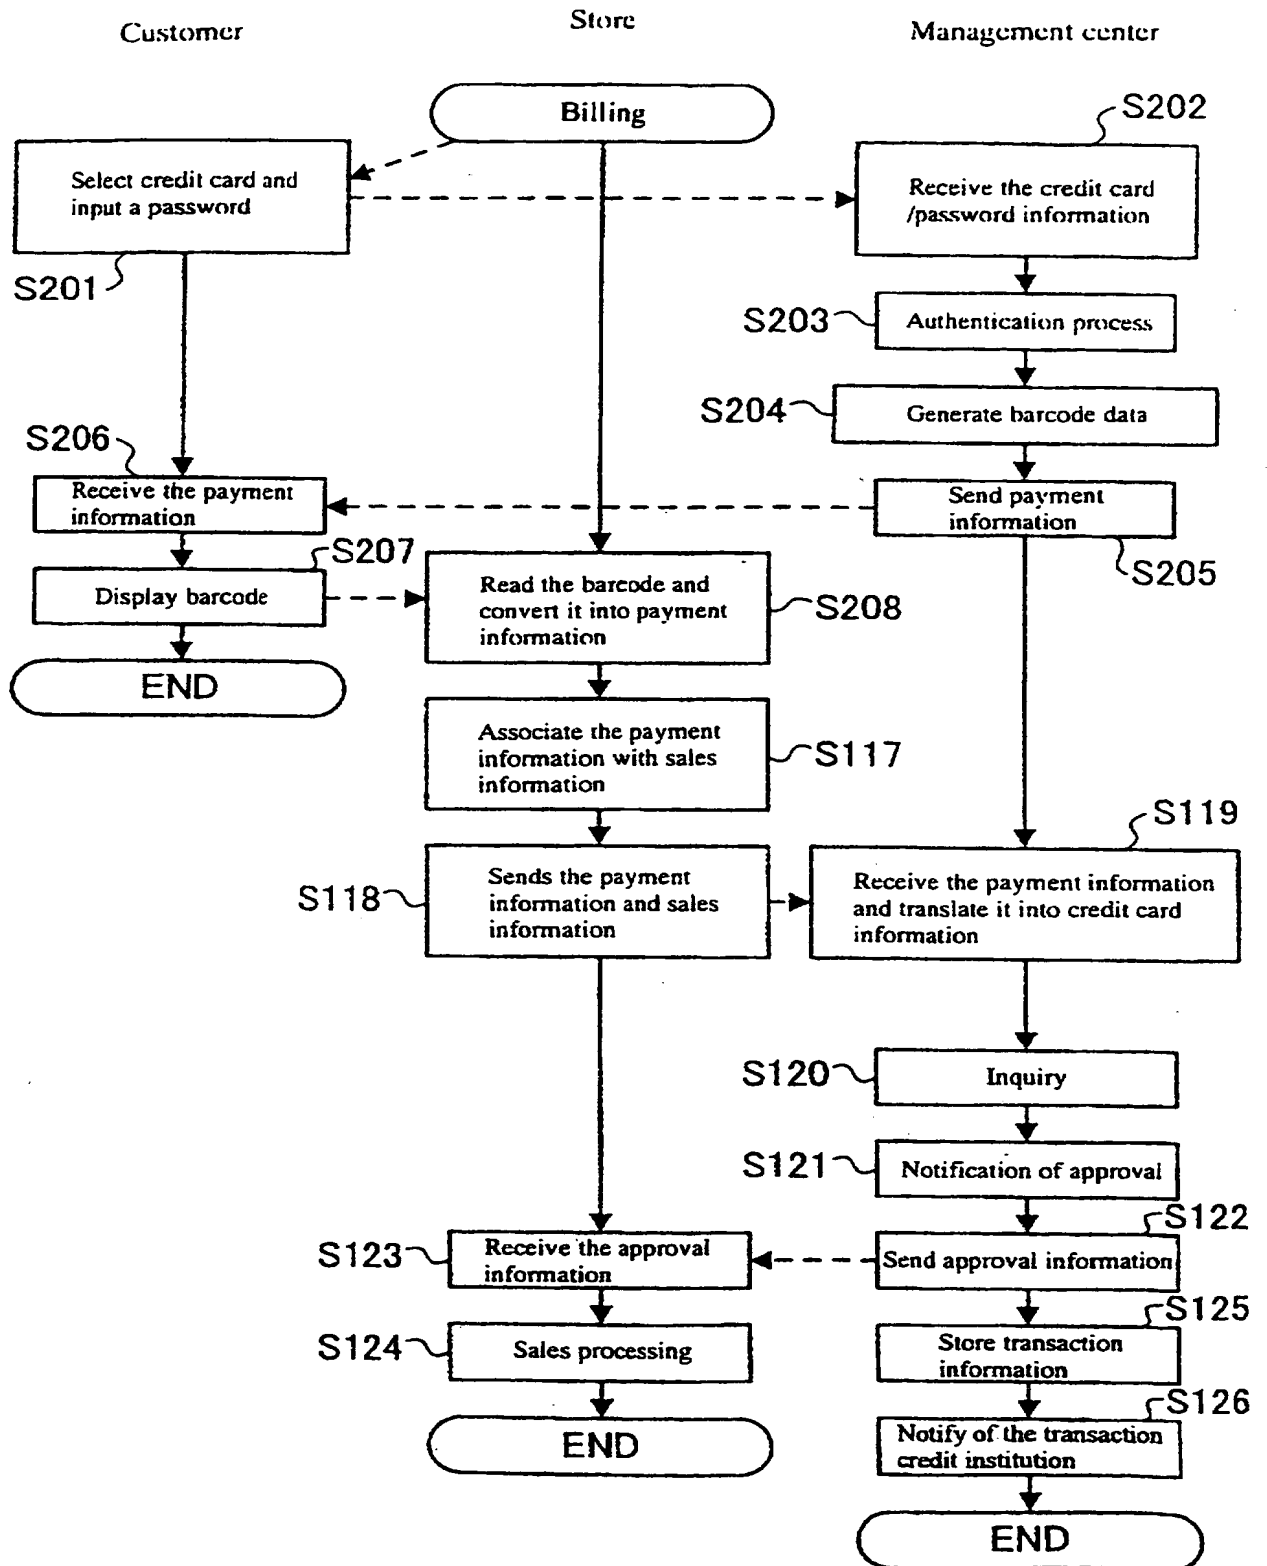 Customer
Store
Management center
Billing
S202
Select credit card and
input a password
Receive the credit card
/password information
S201
S203
Authentication process
S204
Generate barcode data
S206
Receive the payment
information
Send payment
information
S207
S205
Display barcode
Read the barcode and
convert it into payment
information
S208
END
Associate the payment
information with sales
information
S117
S119
S118
Sends the payment
information and sales
information
Receive the payment information
and translate it into credit card
information
S120
Inquiry
S121
Notification of approval
S122
S123
Receive the approval
information
Send approval information
S125
S124
Sales processing
Store transaction
information
S126
END
Notify of the transaction
credit institution
END